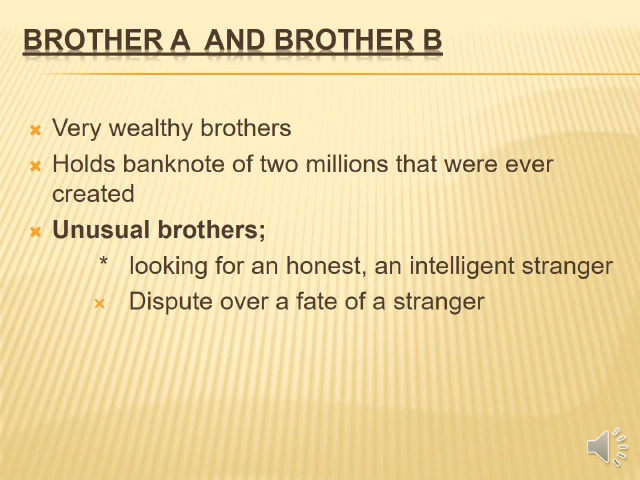 BROTHER A AND BROTHER B
Very wealthy brothers
Holds banknote of two millions that were ever
created
Unusual brothers;
* looking for an honest, an intelligent stranger
Dispute over a fate of a stranger